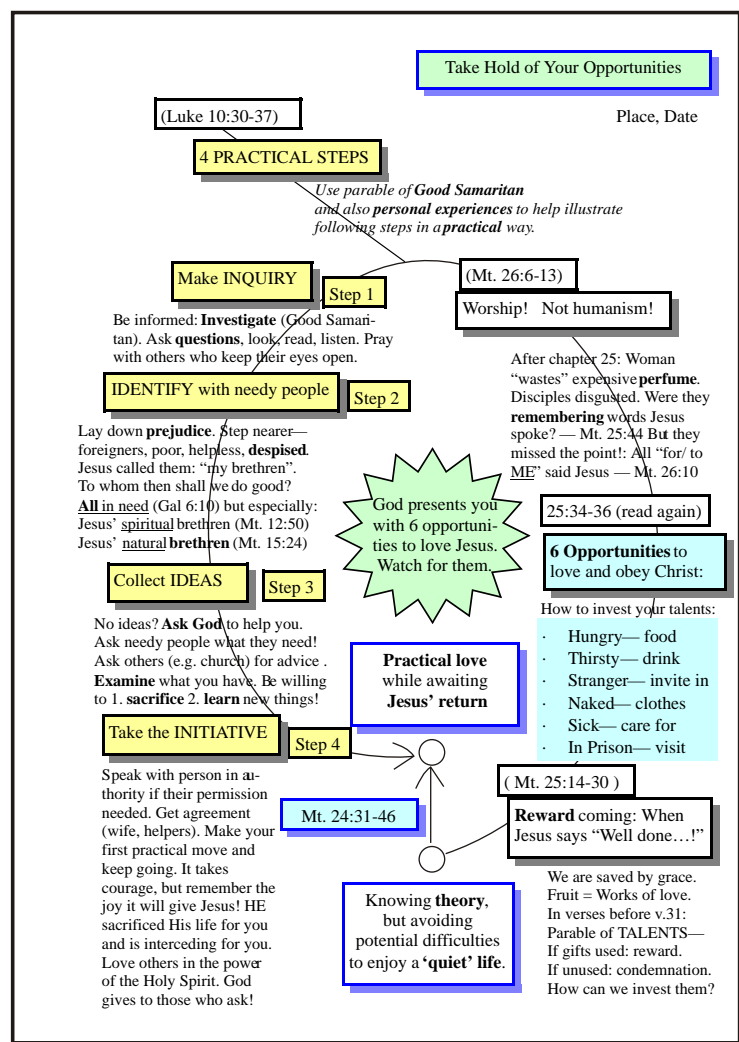 Take Hold of Your Opportunities
Place, Date
(Luke 10:30-37)
4 PRACTICAL STEPS
Use parable of Good Samaritan
and also personal experiences to help illustrate
following steps in a practical way.
Make INQUIRY
Step 1
Be informed: Investigate (Good Samari-
tan). Ask questions, look, read, listen. Pray
with others who keep their eyes open.
IDENTIFY with needy people
Step 2
Lay down prejudice. Step nearer—
foreigners, poor, helpless, despised.
Jesus called them: “my brethren”.
To whom then shall we do good?
All in need (Gal 6:10) but especially:
Jesus’ spiritual brethren (Mt. 12:50)
Jesus’ natural brethren (Mt. 15:24)
Collect IDEAS
Step 3
No ideas? Ask God to help you.
Ask needy people what they need!
Ask others (e.g. church) for advice .
Examine what you have. Be willing
to 1. sacrifice 2. learn new things!
Take the INITIATIVE
Step 4
Speak with person in au-
thority if their permission
needed. Get agreement
(wife, helpers). Make your
first practical move and
keep going. It takes
courage, but remember the
joy it will give Jesus! HE
sacrificed His life for you
and is interceding for you.
Love others in the power
of the Holy Spirit. God
gives to those who ask!
God presents you
with 6 opportuni-
ties to love Jesus.
Watch for them.
Practical love
while awaiting
Jesus’ return
Mt. 24:31-46
Knowing theory,
but avoiding
potential difficulties
to enjoy a ‘quiet’ life.
(Mt. 26:6-13)
Worship! Not humanism!
After chapter 25: Woman
“wastes” expensive perfume.
Disciples disgusted. Were they
remembering words Jesus
spoke? — Mt. 25:44 But they
missed the point!: All “for/ to
ME” said Jesus — Mt. 26:10
25:34-36 (read again)
6 Opportunities to
love and obey Christ:
How to invest your talents:
· Hungry— food
· Thirsty— drink
· Stranger— invite in
· Naked— clothes
· Sick— care for
· In Prison— visit
( Mt. 25:14-30 )
Reward coming: When
Jesus says “Well done…!”
We are saved by grace.
Fruit = Works of love.
In verses before v.31:
Parable of TALENTS—
If gifts used: reward.
If unused: condemnation.
How can we invest them?